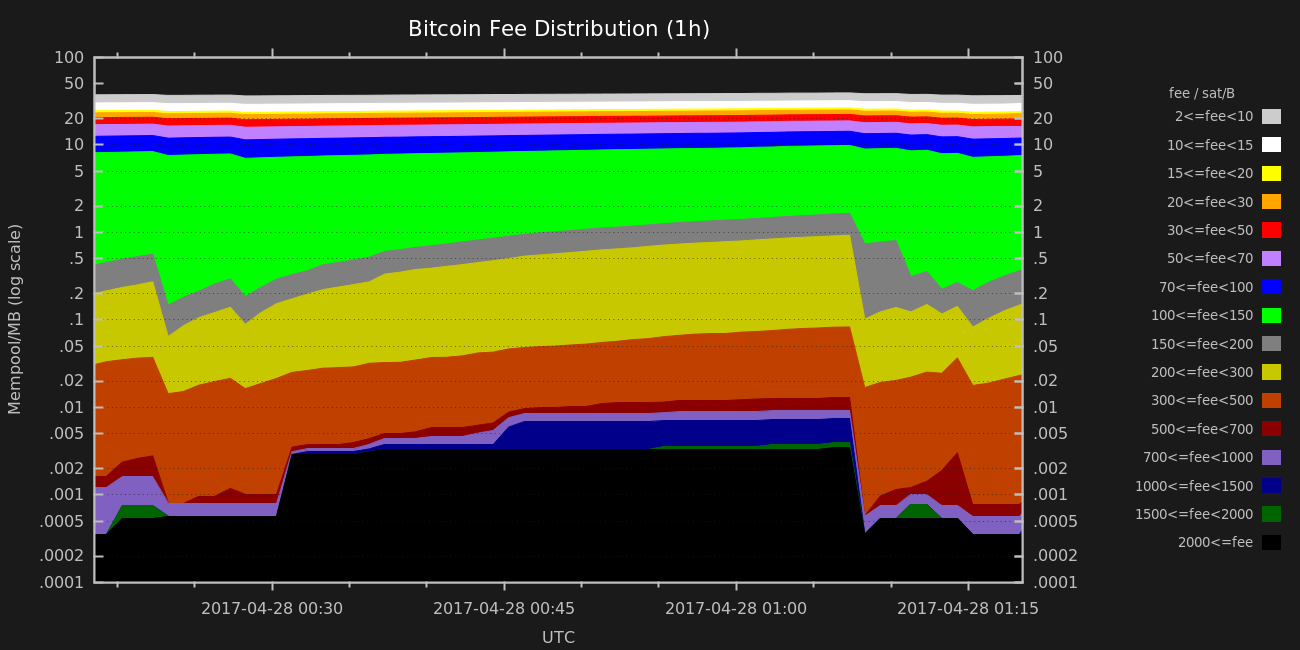 Bitcoin Fee Distribution (1h)
100
50
20
10
5
2
1
.5
.2
.1
.05
.02
.01
.005
.002
.001
.0005
.0002
.0001
Mempool/MB (log scale)
100
50
20
10
5
2
1
.5
.2
.1
.05
.02
.01
.005
.002
.001
.0005
.0002
.0001
2017-04-28 00:30
2017-04-28 00:45
2017-04-28 01:00
2017-04-28 01:15
UTC
fee / sat/B
2<=fee<10
10<=fee<15
15<=fee<20
20<=fee<30
30<=fee<50
50<=fee<70
70<=fee<100
100<=fee<150
150<=fee<200
200<=fee<300
300<=fee<500
500<=fee<700
700<=fee<1000
1000<=fee<1500
1500<=fee<2000
2000<=fee